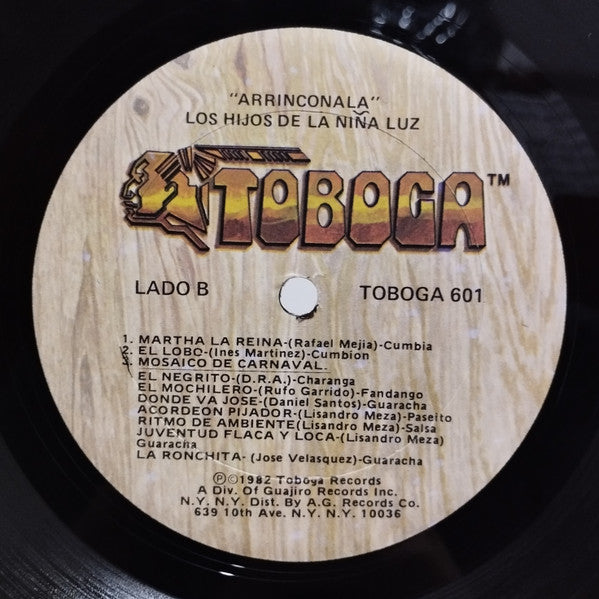 "ARRINCONALA"
LOS HIJOS DE LA NIÑA LUZ
TOBOGA™
LADO B
TOBOGA 601
1. MARTHA LA REINA-(Rafael Mejia)-Cumbia
2. EL LOBO-(Ines Martinez)-Cumbion
3. MOSAICO DE CARNAVAL.
EL NEGRITO-(D.R.A.)-Charanga
EL MOCHILERO-(Rufo Garrido)-Fandango
DONDE VA JOSE-(Daniel Santos)-Guaracha
ACORDEON PIJADOR-(Lisandro Meza)-Paseito
RITMO DE AMBIENTE(Lisandro Meza)-Salsa
JUVENTUD FLACA Y LOCA-(Lisandro Meza)
Guaracha
LA RONCHITA- (Jose Velasquez)-Guaracha
℗©1982 Toboga Records
A Div. Of Guajiro Records Inc.
N.Y. N.Y. Dist. By A.G. Records Co.
639 10th Ave. N.Y. N.Y. 10036